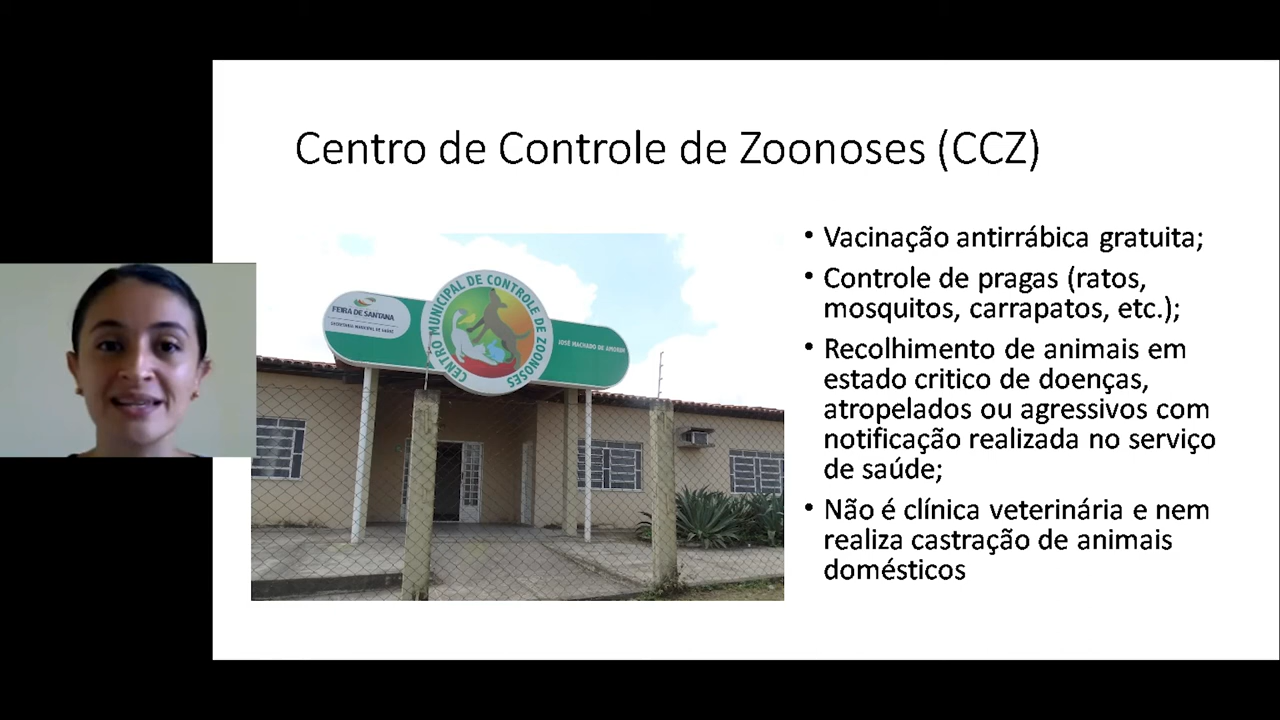 Centro de Controle de Zoonoses (CCZ)
FEIRA DE SANTANA
SECRETARIA MUNICIPAL DE SAÚDE
CENTRO MUNICIPAL DE CONTROLE DE ZOONOSES
JOSÉ MACHADO DE AMORIM
• Vacinação antirrábica gratuita;
• Controle de pragas (ratos,
mosquitos, carrapatos, etc.);
• Recolhimento de animais em
estado critico de doenças,
atropelados ou agressivos com
notificação realizada no serviço
de saúde;
• Não é clínica veterinária e nem
realiza castração de animais
domésticos